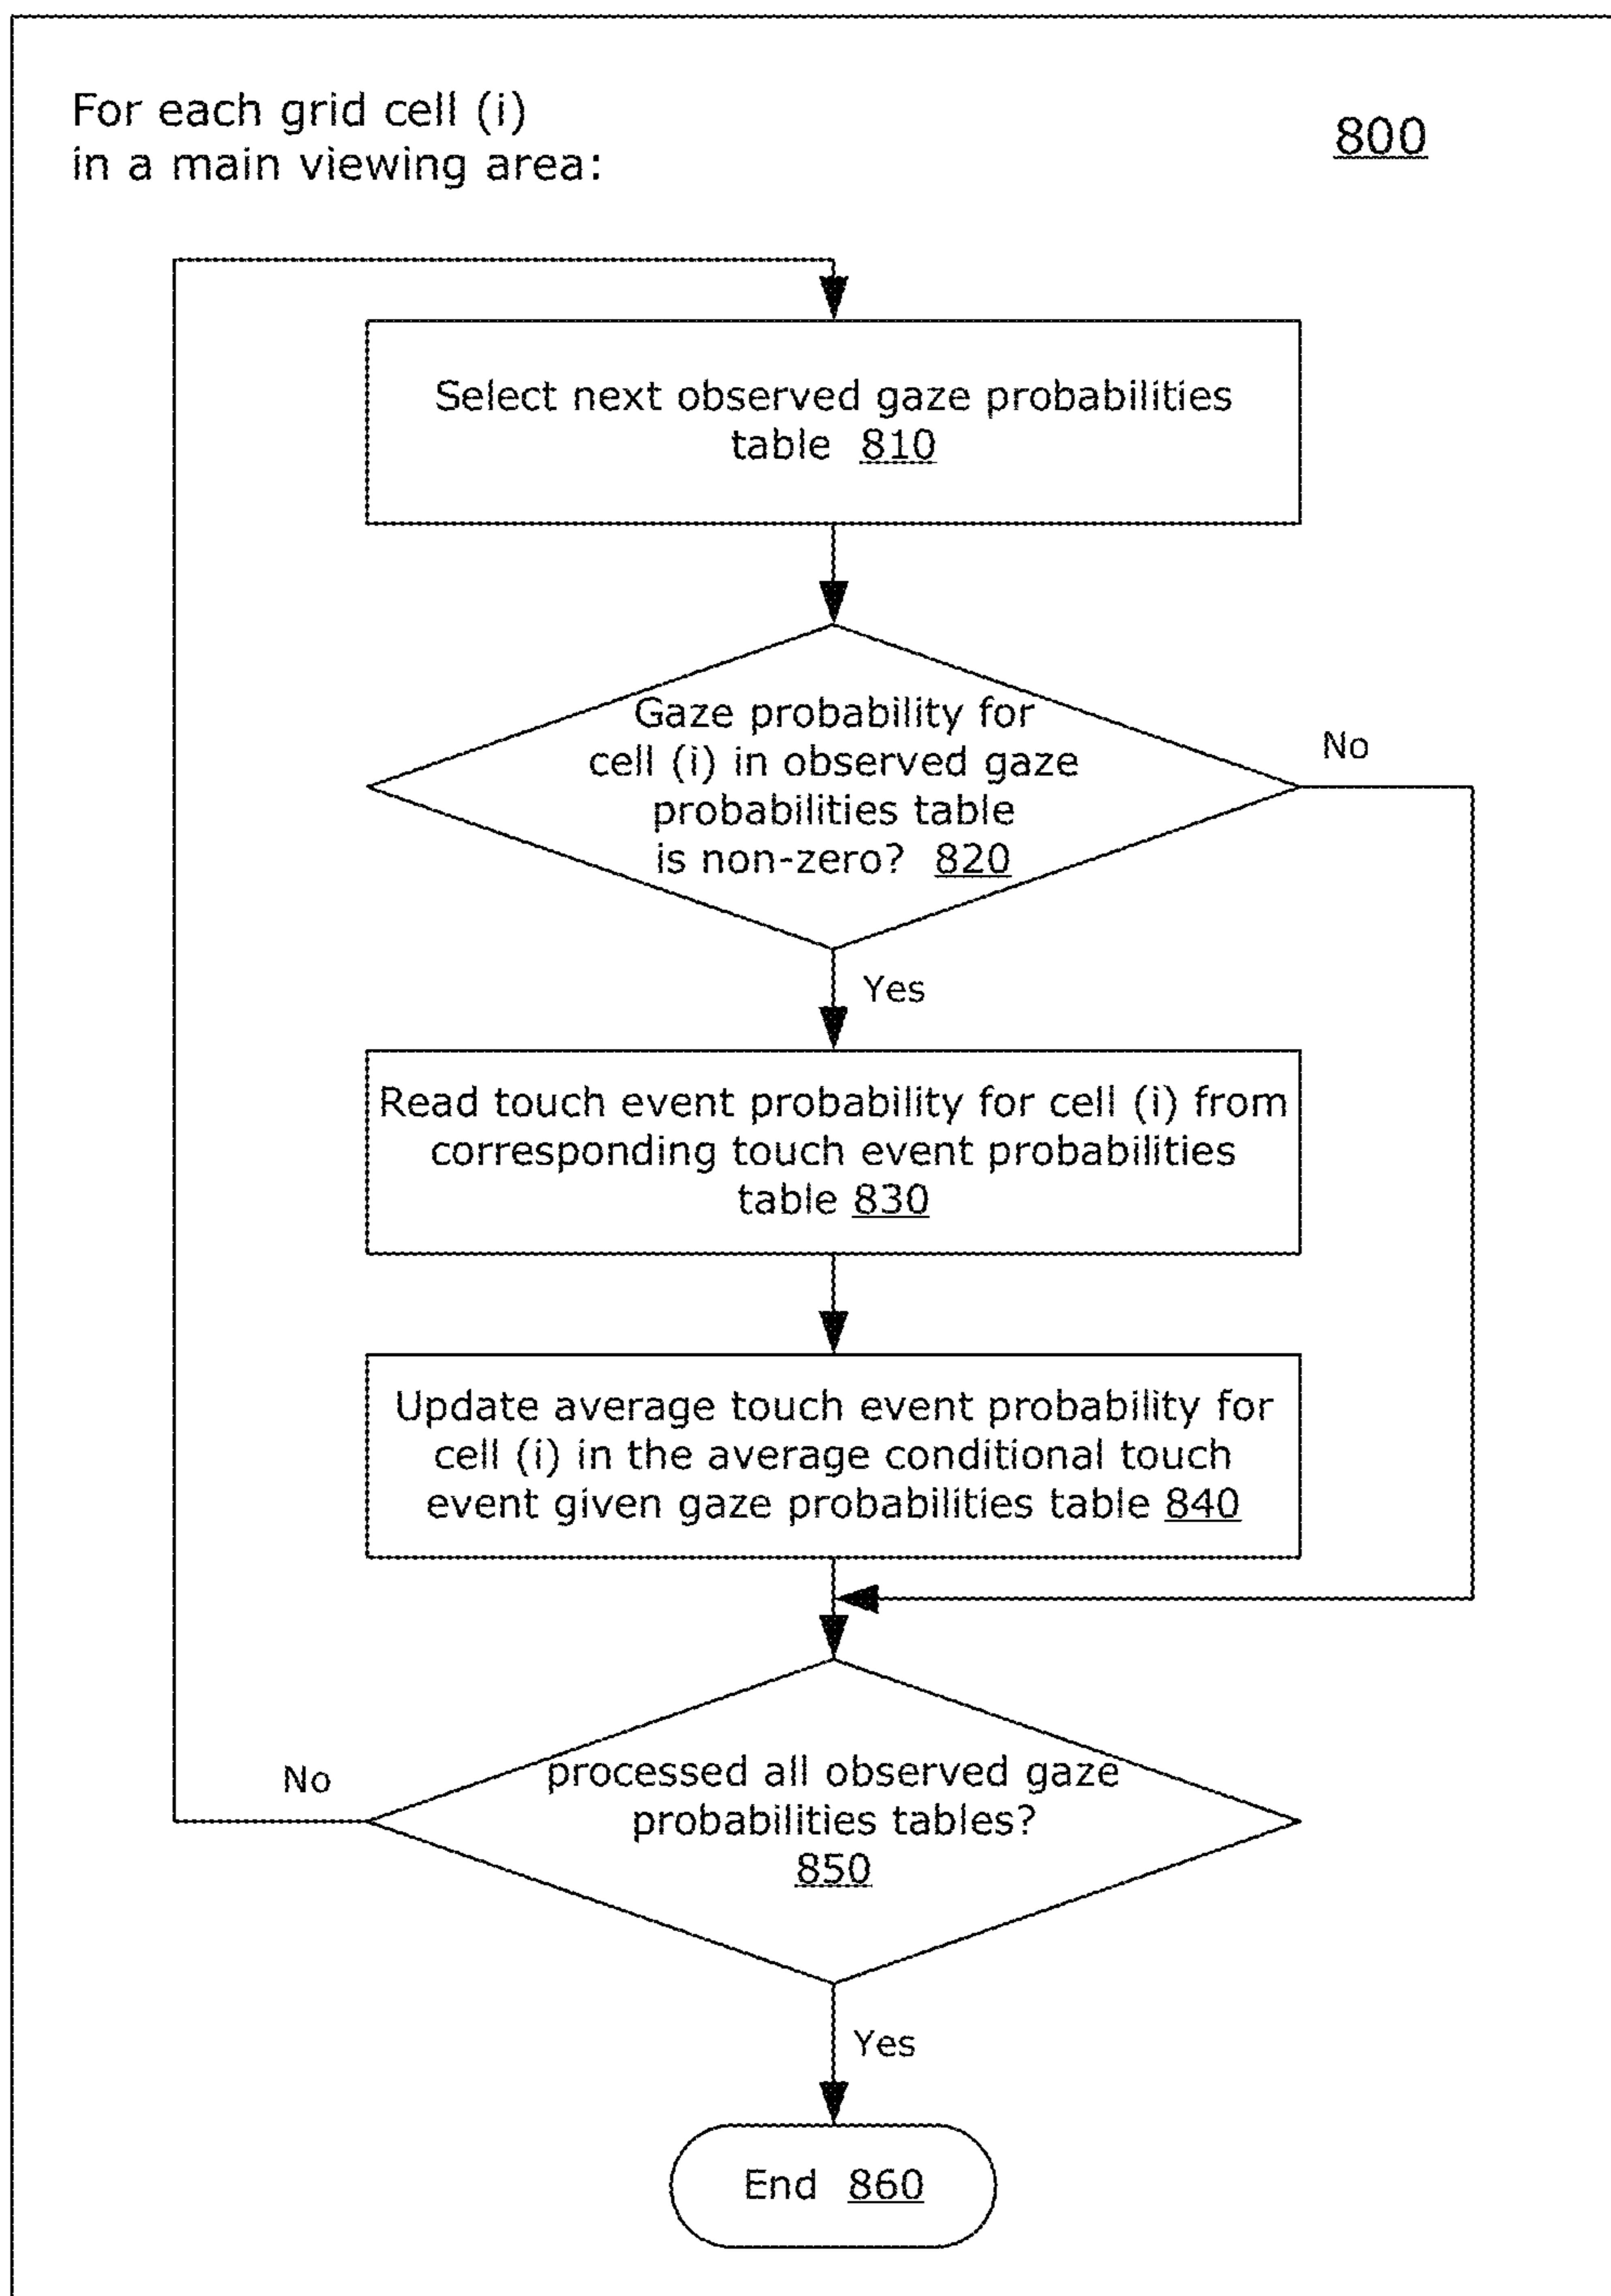 For each grid cell (i)
in a main viewing area:
800
Select next observed gaze probabilities
table 810
Gaze probability for
cell (i) in observed gaze
probabilities table
is non-zero? 820
No
Yes
Read touch event probability for cell (i) from
corresponding touch event probabilities
table 830
Update average touch event probability for
cell (i) in the average conditional touch
event given gaze probabilities table 840
No
processed all observed gaze
probabilities tables?
850
Yes
End 860